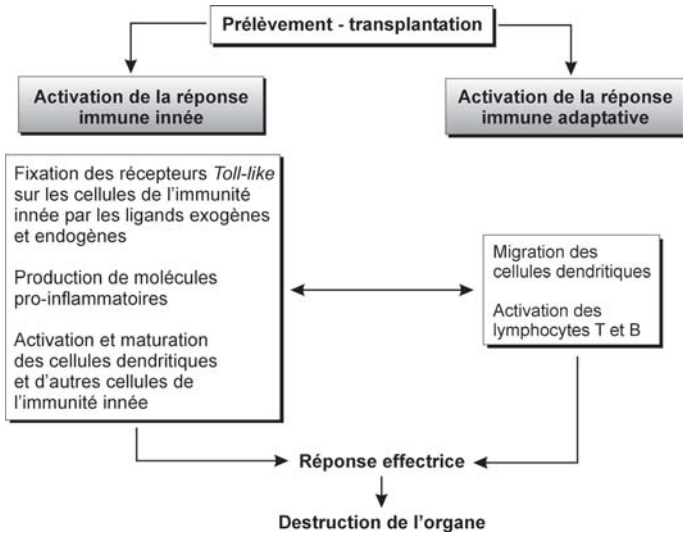 Prélèvement - transplantation
Activation de la réponse
immune innée
Activation de la réponse
immune adaptative
Fixation des récepteurs Toll-like
sur les cellules de l'immunité
innée par les ligands exogènes
et endogènes
Production de molécules
pro-inflammatoires
Activation et maturation
des cellules dendritiques
et d'autres cellules de
l'immunité innée
Migration des
cellules dendritiques
Activation des
lymphocytes T et B
Réponse effectrice
Destruction de l'organe